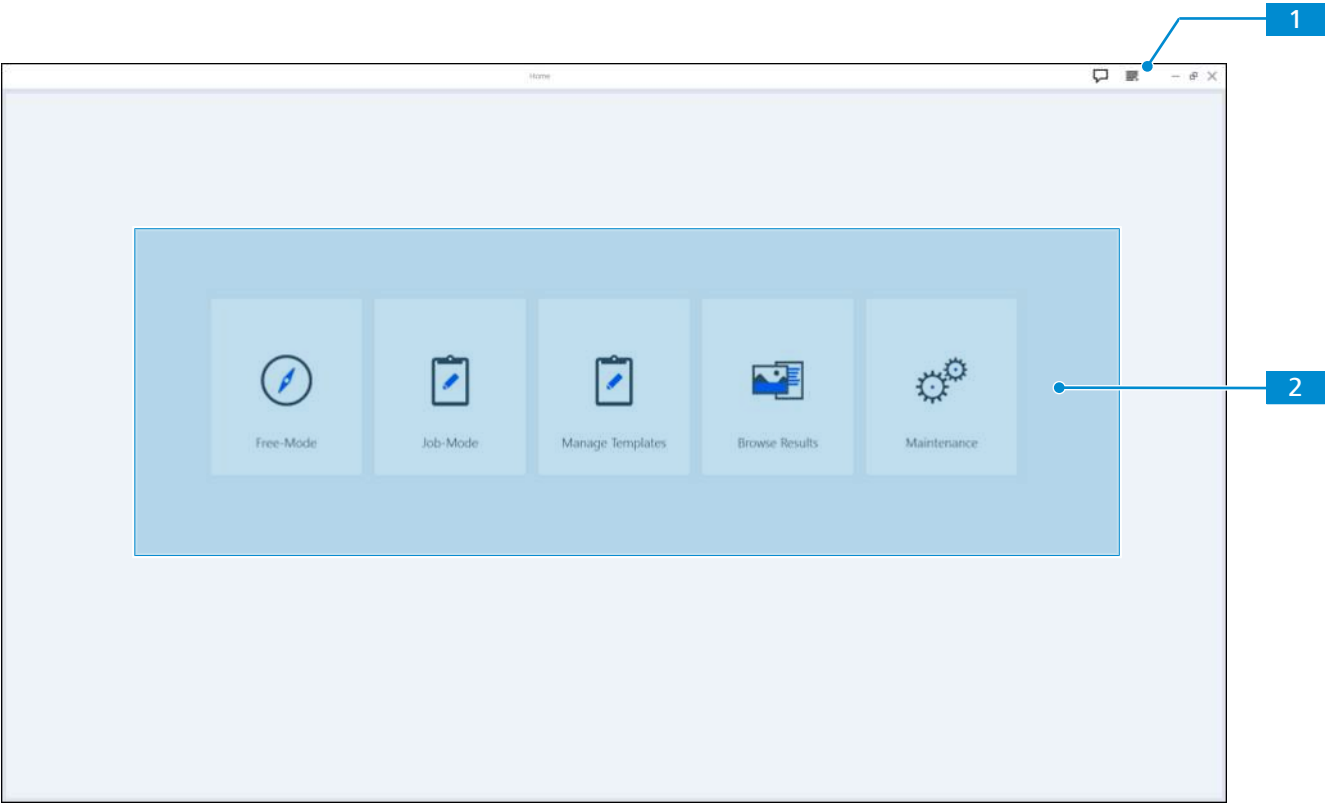 1
Home
2
Free-Mode
Job-Mode
Manage Templates
Browse Results
Maintenance